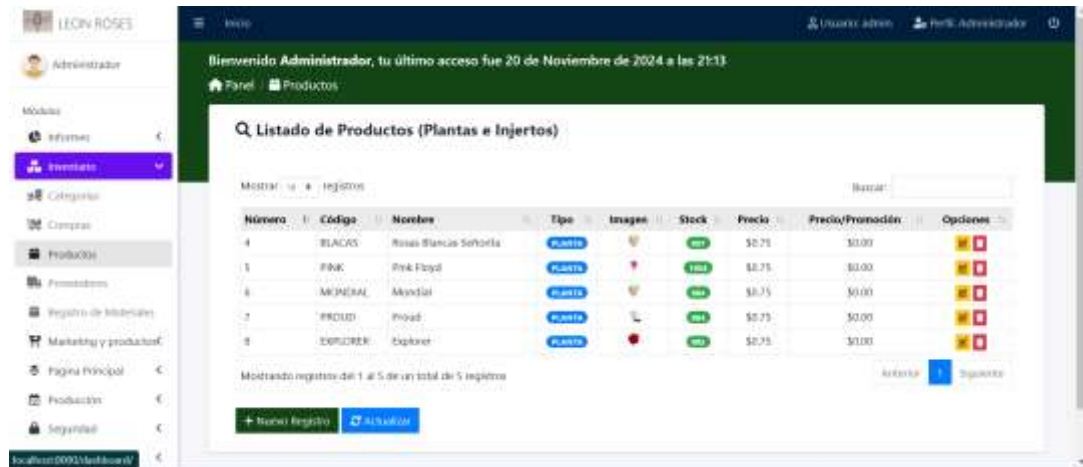 LEON ROSES
Inicio
Usuario: admin
Perfil: Administrador
Administrador
Bienvenido Administrador, tu último acceso fue 20 de Noviembre de 2024 a las 21:13
Panel / Productos
Módulos
Informes
Inventario
Categorías
Compras
Productos
Proveedores
Registro de Materiales
Marketing y productos
Pagina Principal
Producción
Seguridad
localhost:8080/dashboard/
Listado de Productos (Plantas e Injertos)
Mostrar 10 registros
Buscar:
Número Código Nombre Tipo Imagen Stock Precio Precio/Promoción Opciones
4 BLACAS Rosas Blancas Señorita PLANTA $0.75 $0.00
5 PINK Pink Floyd PLANTA $0.75 $0.00
6 MONDIAL Mondial PLANTA $0.75 $0.00
7 PROUD Proud PLANTA $0.75 $0.00
8 EXPLORER Explorer PLANTA $0.75 $0.00
Mostrando registros del 1 al 5 de un total de 5 registros
Anterior 1 Siguiente
+ Nuevo Registro
Actualizar